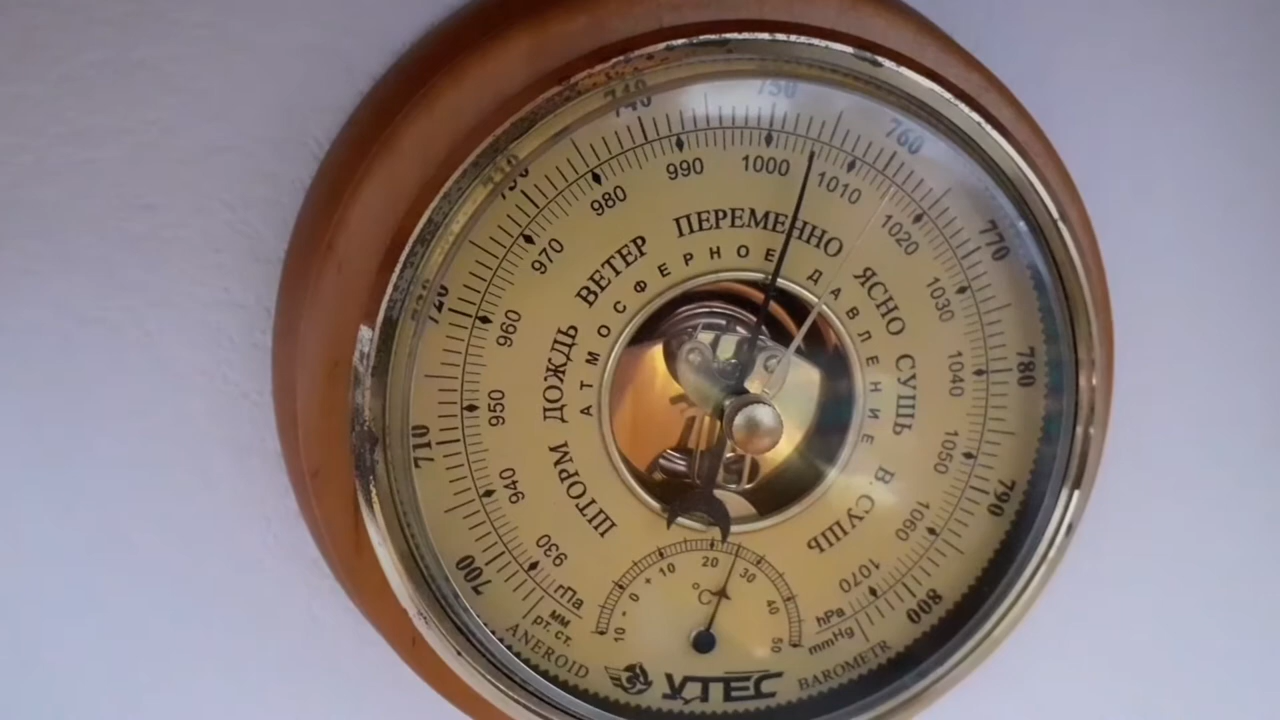 700
710
720
730
740
750
760
770
780
790
800
930
940
950
960
970
980
990
1000
1010
1020
1030
1040
1050
1060
1070
ШТОРМ ДОЖДЬ ВЕТЕР ПЕРЕМЕННО ЯСНО СУШЬ В. СУШЬ
АТМОСФЕРНОЕ ДАВЛЕНИЕ
гПа
мм
рт. ст.
hPa
mmHg
10 - 0 + 10 20 30 40 50
°C
ANEROID
УТЕС
BAROMETR